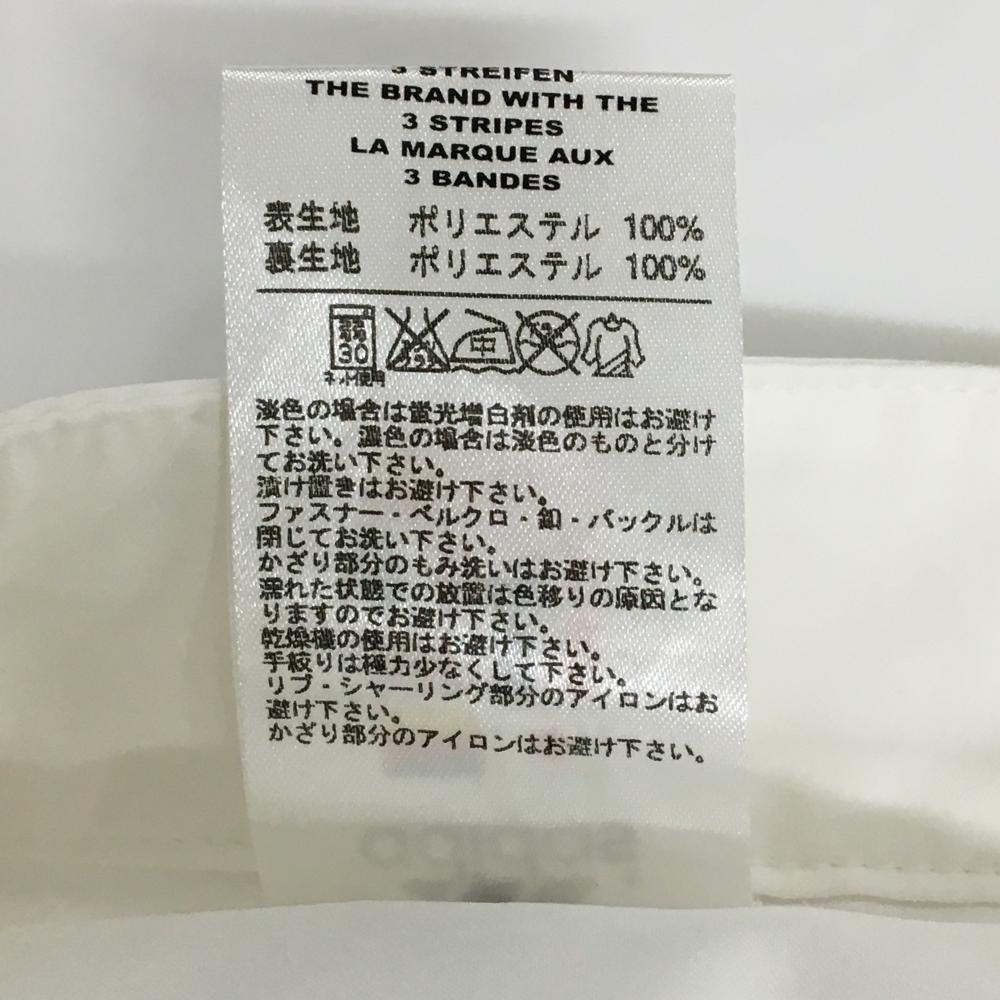 3 STREIFEN
THE BRAND WITH THE
3 STRIPES
LA MARQUE AUX
3 BANDES
表生地 ポリエステル 100%
裏生地 ポリエステル 100%
弱
30 中
ネット使用
淡色の場合は蛍光増白剤の使用はお避け
下さい。濃色の場合は淡色のものと分け
てお洗い下さい。
漬け置きはお避け下さい。
ファスナー・ベルクロ・釦・バックルは
閉じてお洗い下さい。
かざり部分のもみ洗いはお避け下さい。
濡れた状態での放置は色移りの原因とな
りますのでお避け下さい。
乾燥機の使用はお避け下さい。
手絞りは極力少なくして下さい。
リブ・シャーリング部分のアイロンはお
避け下さい。
かざり部分のアイロンはお避け下さい。
adidas